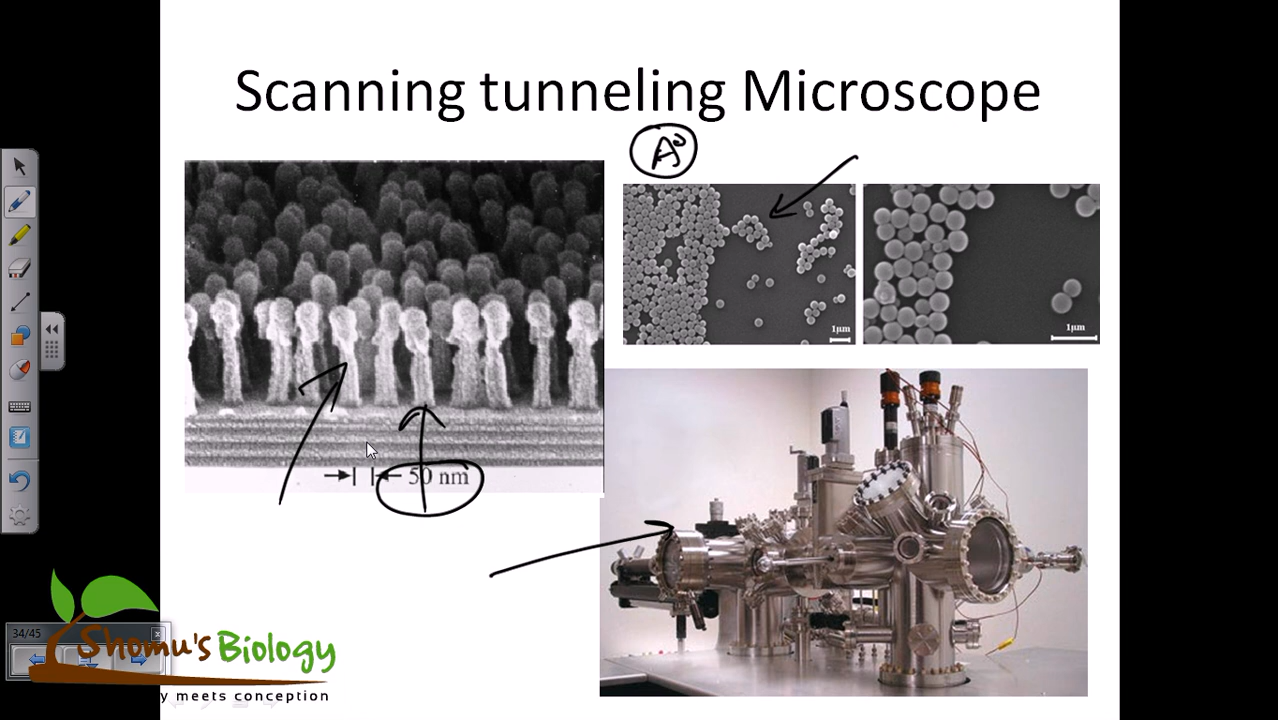 Scanning tunneling Microscope
A°
1μm
1μm
50 nm
34/45
Shomu's Biology
y meets conception